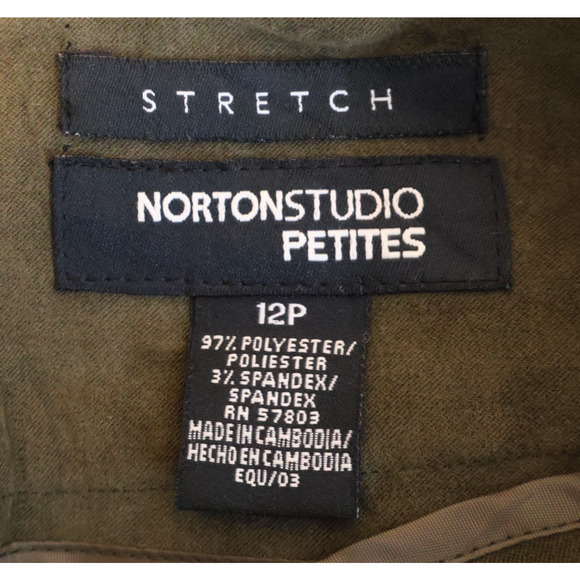 STRETCH
NORTONSTUDIO
PETITES
12P
97% POLYESTER/
POLIESTER
3% SPANDEX/
SPANDEX
RN 57803
MADE IN CAMBODIA/
HECHO EN CAMBODIA
EQU/03